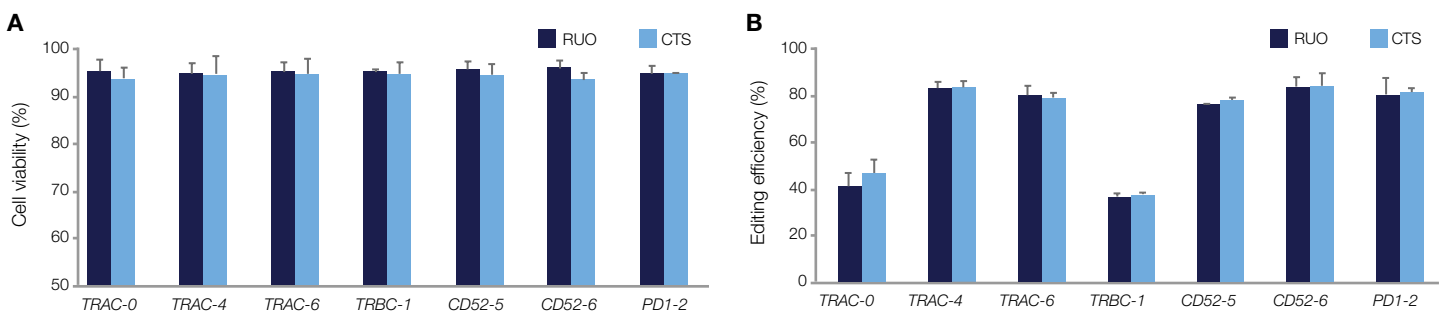 A
RUO CTS
Cell viability (%)
100
90
80
70
60
50
TRAC-0 TRAC-4 TRAC-6 TRBC-1 CD52-5 CD52-6 PD1-2
B
RUO CTS
Editing efficiency (%)
100
80
60
40
20
0
TRAC-0 TRAC-4 TRAC-6 TRBC-1 CD52-5 CD52-6 PD1-2